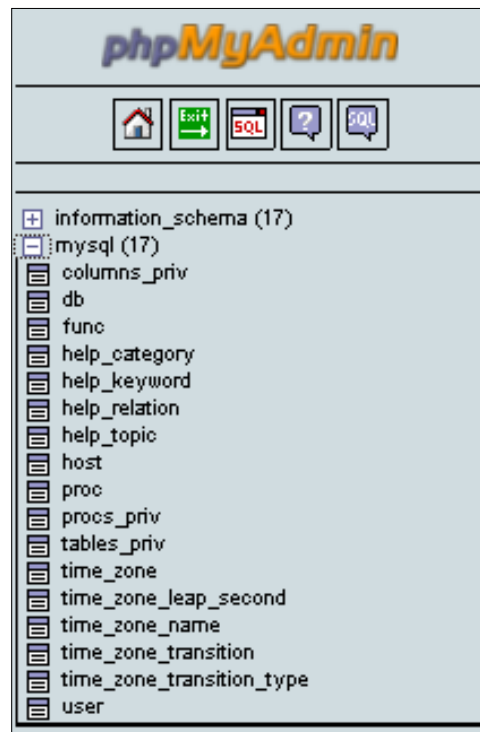 phpMyAdmin
Exit
SQL
?
SQL
information_schema (17)
mysql (17)
columns_priv
db
func
help_category
help_keyword
help_relation
help_topic
host
proc
procs_priv
tables_priv
time_zone
time_zone_leap_second
time_zone_name
time_zone_transition
time_zone_transition_type
user